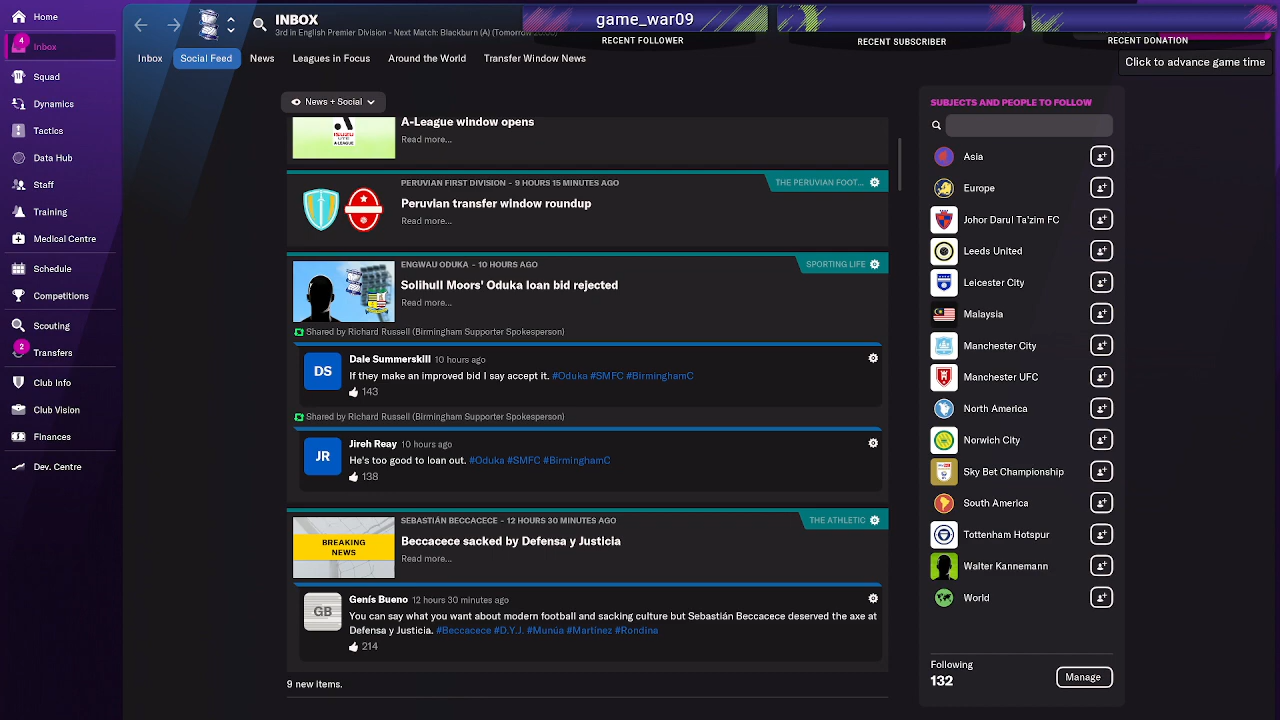 Home
4
Inbox
Squad
Dynamics
Tactics
Data Hub
Staff
Training
Medical Centre
Schedule
Competitions
Scouting
2
Transfers
Club Info
Club Vision
Finances
Dev. Centre
INBOX
3rd In English Premier Division - Next Match: Blackburn (A) (Tomorrow
game_war09
RECENT FOLLOWER
RECENT SUBSCRIBER
RECENT DONATION
Click to advance game time
Inbox
Social Feed
News
Leagues in Focus
Around the World
Transfer Window News
News + Social
ISUZU
UTE
A-LEAGUE
A-League window opens
Read more...
PERUVIAN FIRST DIVISION - 9 HOURS 15 MINUTES AGO
THE PERUVIAN FOOT...
Peruvian transfer window roundup
Read more...
ENGWAU ODUKA - 10 HOURS AGO
SPORTING LIFE
Solihull Moors' Oduka loan bid rejected
Read more...
Shared by Richard Russell (Birmingham Supporter Spokesperson)
DS
Dale Summerskill 10 hours ago
If they make an improved bid I say accept it. #Oduka #SMFC #BirminghamC
143
Shared by Richard Russell (Birmingham Supporter Spokesperson)
JR
Jireh Reay 10 hours ago
He's too good to loan out. #Oduka #SMFC #BirminghamC
138
SEBASTIÁN BECCACECE - 12 HOURS 30 MINUTES AGO
THE ATHLETIC
BREAKING
NEWS
Beccacece sacked by Defensa y Justicia
Read more...
GB
Genís Bueno 12 hours 30 minutes ago
You can say what you want about modern football and sacking culture but Sebastián Beccacece deserved the axe at
Defensa y Justicia. #Beccacece #D.Y.J. #Munúa #Martínez #Rondina
214
9 new items.
SUBJECTS AND PEOPLE TO FOLLOW
Asia
Europe
Johor Darul Ta'zim FC
Leeds United
Leicester City
Malaysia
Manchester City
Manchester UFC
North America
Norwich City
Sky Bet Championship
South America
Tottenham Hotspur
Walter Kannemann
World
Following
132
Manage